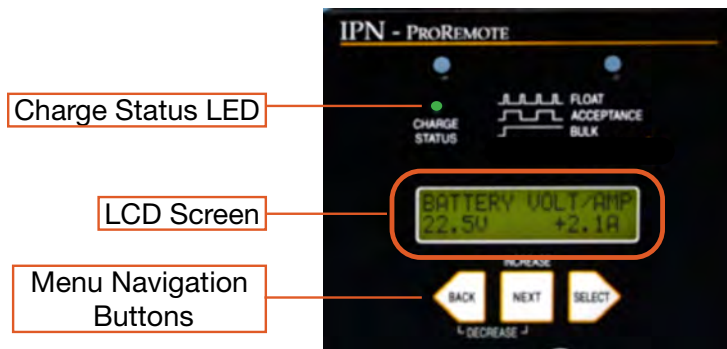 IPN - PROREMOTE
Charge Status LED
CHARGE
STATUS
FLOAT
ACCEPTANCE
BULK
LCD Screen
BATTERY VOLT/AMP
22.5V +2.1A
Menu Navigation
Buttons
INCREASE
BACK
NEXT
SELECT
DECREASE